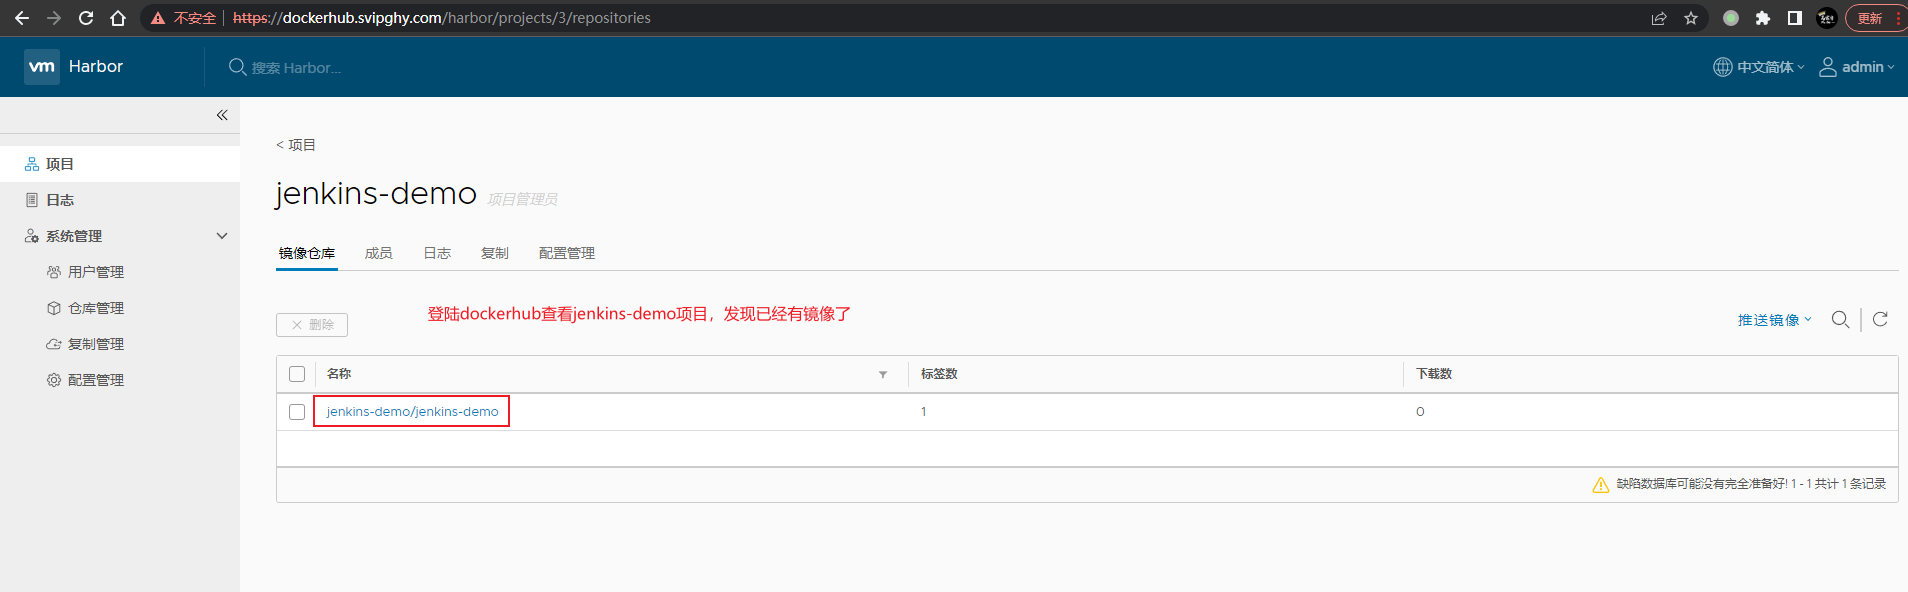 不安全 https://dockerhub.svipghy.com/harbor/projects/3/repositories 更新
vm Harbor 搜索 Harbor... 中文简体 admin
项目
日志
系统管理
用户管理
仓库管理
复制管理
配置管理
< 项目
jenkins-demo 项目管理员
镜像仓库 成员 日志 复制 配置管理
登陆dockerhub查看jenkins-demo项目，发现已经有镜像了
删除 推送镜像
名称 标签数 下载数
jenkins-demo/jenkins-demo 1 0
缺陷数据库可能没有完全准备好! 1 - 1 共计 1 条记录